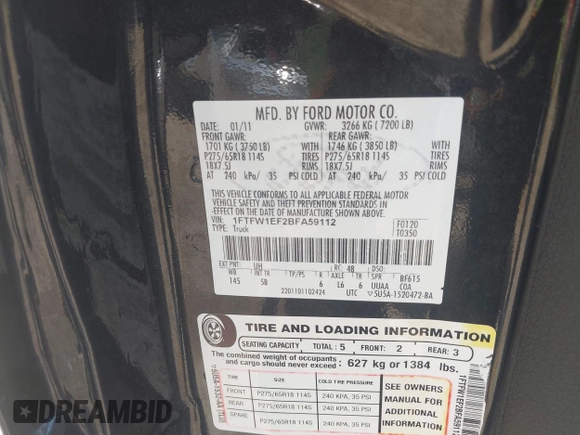 MFD. BY FORD MOTOR CO.
DATE: 01/11 GVWR: 3266 KG ( 7200 LB)
FRONT GAWR: REAR GAWR:
1701 KG ( 3750 LB) WITH 1746 KG ( 3850 LB) WITH
P275/65R18 114S TIRES P275/65R18 114S TIRES
18X7.5J RIMS 18X7.5J RIMS
AT 240 kPa/ 35 PSI COLD AT 240 kPa/ 35 PSI COLD
THIS VEHICLE CONFORMS TO ALL APPLICABLE FEDERAL MOTOR
VEHICLE SAFETY AND BUMPER AND THEFT PREVENTION STANDARDS IN
EFFECT ON THE DATE OF MANUFACTURE SHOWN ABOVE.
VIN: 1FTFW1EF2BFA59112 F0120
TYPE: Truck T0350
EXT PNT: UH RC: 48 DSO:
WB INT TR TP/PS R AXLE TR SPR BF615
145 SB 6 L6 6 UUAA COA
2201101102424 UTC 5U5A-1520472-BA
TIRE AND LOADING INFORMATION
SEATING CAPACITY TOTAL: 5 FRONT: 2 REAR: 3
The combined weight of occupants
and cargo should never exceed: 627 kg or 1384 lbs.
TIRE SIZE COLD TIRE PRESSURE
FRONT P275/65R18 114S 240 KPA, 35 PSI
REAR P275/65R18 114S 240 KPA, 35 PSI
SPARE P275/65R18 114S 240 KPA, 35 PSI
SEE OWNERS
MANUAL FOR
ADDITIONAL
INFORMATION
1FTFW1EF2BFA59112
DREAMBID